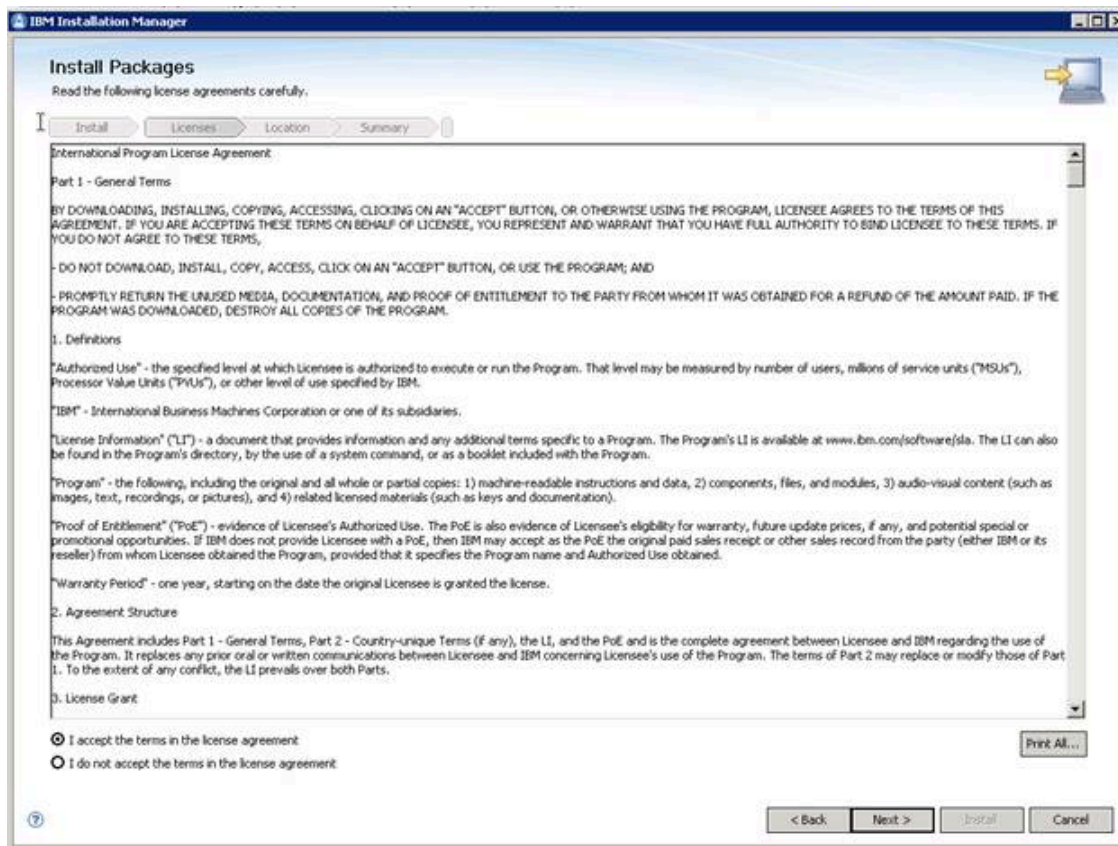 IBM Installation Manager
Install Packages
Read the following license agreements carefully.
Install Licenses Location Summary
International Program License Agreement
Part 1 - General Terms
BY DOWNLOADING, INSTALLING, COPYING, ACCESSING, CLICKING ON AN "ACCEPT" BUTTON, OR OTHERWISE USING THE PROGRAM, LICENSEE AGREES TO THE TERMS OF THIS
AGREEMENT. IF YOU ARE ACCEPTING THESE TERMS ON BEHALF OF LICENSEE, YOU REPRESENT AND WARRANT THAT YOU HAVE FULL AUTHORITY TO BIND LICENSEE TO THESE TERMS. IF
YOU DO NOT AGREE TO THESE TERMS,
- DO NOT DOWNLOAD, INSTALL, COPY, ACCESS, CLICK ON AN "ACCEPT" BUTTON, OR USE THE PROGRAM; AND
- PROMPTLY RETURN THE UNUSED MEDIA, DOCUMENTATION, AND PROOF OF ENTITLEMENT TO THE PARTY FROM WHOM IT WAS OBTAINED FOR A REFUND OF THE AMOUNT PAID. IF THE
PROGRAM WAS DOWNLOADED, DESTROY ALL COPIES OF THE PROGRAM.
1. Definitions
"Authorized Use" - the specified level at which Licensee is authorized to execute or run the Program. That level may be measured by number of users, millions of service units ("MSUs"),
Processor Value Units ("PVUs"), or other level of use specified by IBM.
"IBM" - International Business Machines Corporation or one of its subsidiaries.
"License Information" ("LI") - a document that provides information and any additional terms specific to a Program. The Program's LI is available at www.ibm.com/software/sla. The LI can also
be found in the Program's directory, by the use of a system command, or as a booklet included with the Program.
"Program" - the following, including the original and all whole or partial copies: 1) machine-readable instructions and data, 2) components, files, and modules, 3) audio-visual content (such as
images, text, recordings, or pictures), and 4) related licensed materials (such as keys and documentation).
"Proof of Entitlement" ("PoE") - evidence of Licensee's Authorized Use. The PoE is also evidence of Licensee's eligibility for warranty, future update prices, if any, and potential special or
promotional opportunities. If IBM does not provide Licensee with a PoE, then IBM may accept as the PoE the original paid sales receipt or other sales record from the party (either IBM or its
reseller) from whom Licensee obtained the Program, provided that it specifies the Program name and Authorized Use obtained.
"Warranty Period" - one year, starting on the date the original Licensee is granted the license.
2. Agreement Structure
This Agreement includes Part 1 - General Terms, Part 2 - Country-unique Terms (if any), the LI, and the PoE and is the complete agreement between Licensee and IBM regarding the use of
the Program. It replaces any prior oral or written communications between Licensee and IBM concerning Licensee's use of the Program. The terms of Part 2 may replace or modify those of Part
1. To the extent of any conflict, the LI prevails over both Parts.
3. License Grant
I accept the terms in the license agreement
Print All...
I do not accept the terms in the license agreement
? < Back Next > Install Cancel